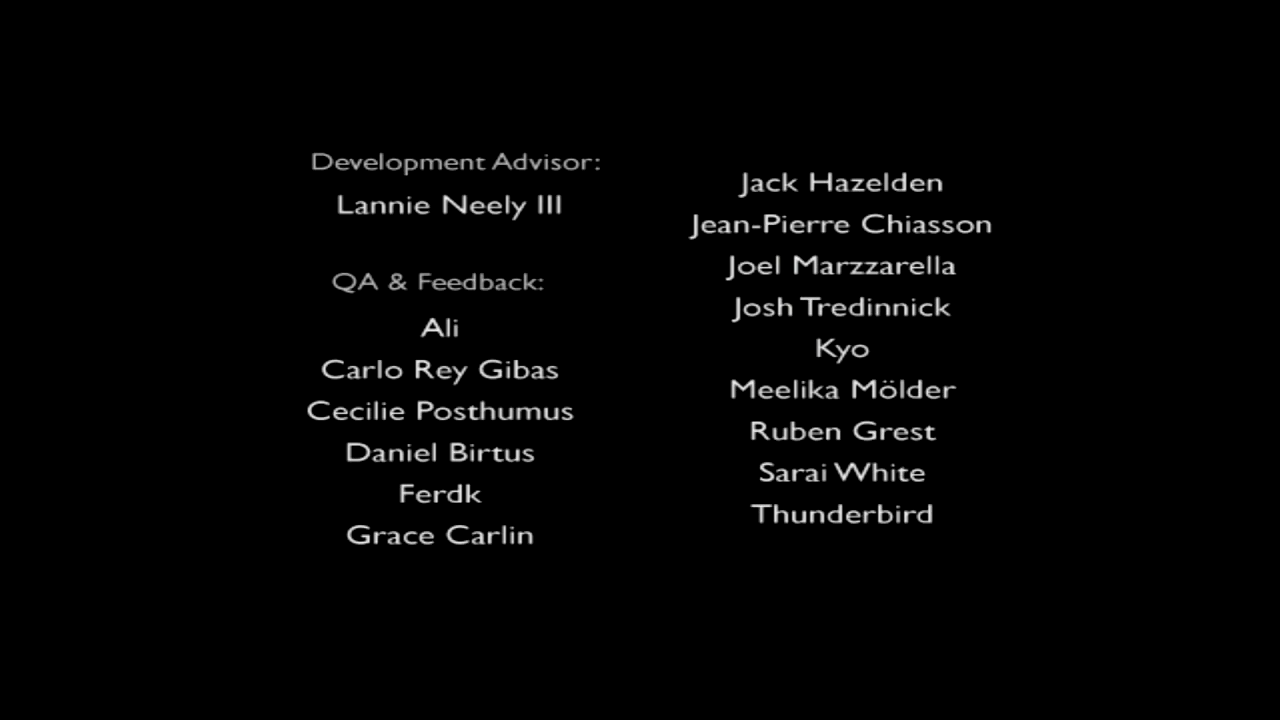 Development Advisor:
Lannie Neely III
QA & Feedback:
Ali
Carlo Rey Gibas
Cecilie Posthumus
Daniel Birtus
Ferdk
Grace Carlin
Jack Hazelden
Jean-Pierre Chiasson
Joel Marzzarella
Josh Tredinnick
Kyo
Meelika Mölder
Ruben Grest
Sarai White
Thunderbird